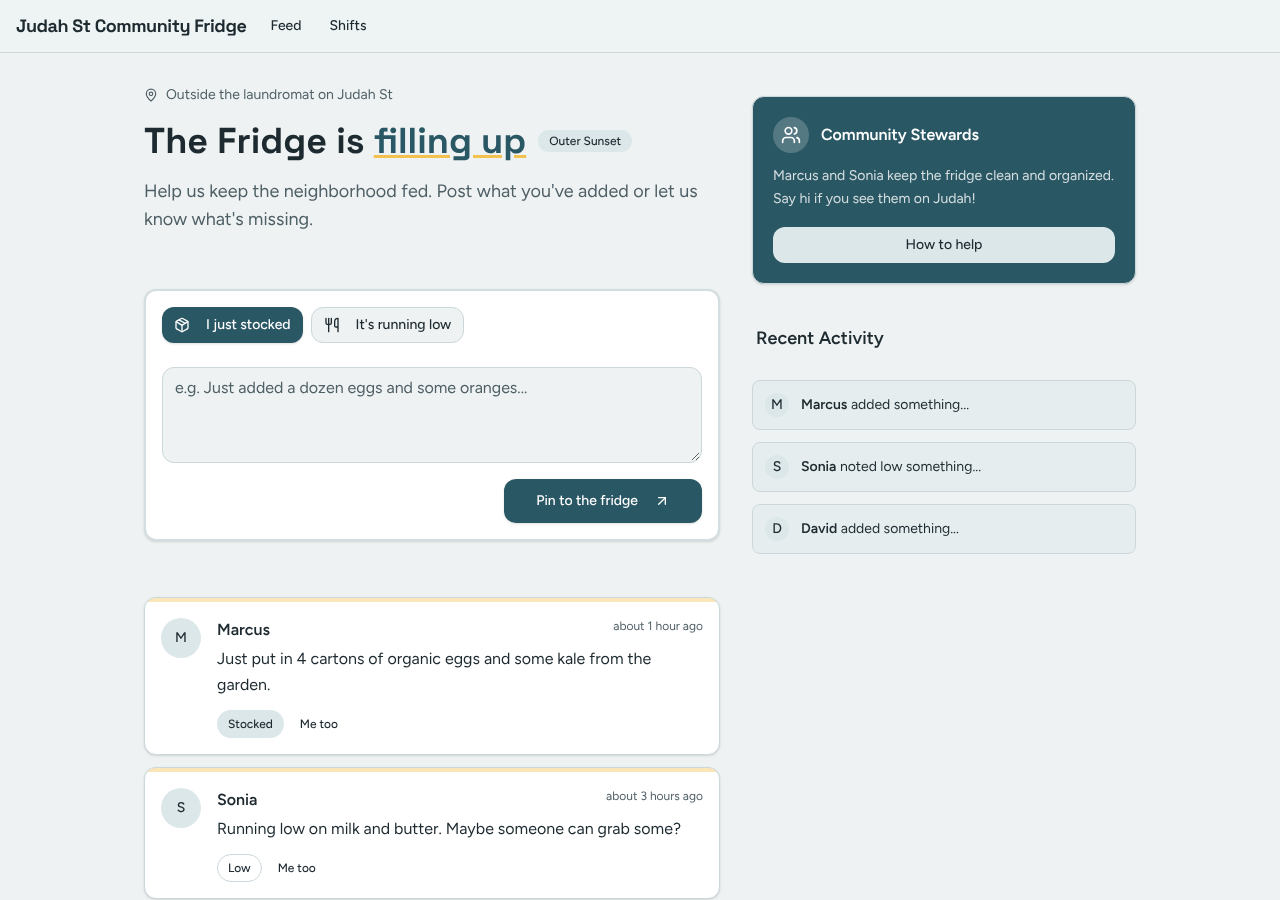 Judah St Community Fridge
Feed
Shifts
Outside the laundromat on Judah St
The Fridge is filling up
Outer Sunset
Help us keep the neighborhood fed. Post what you've added or let us
know what's missing.
I just stocked
It's running low
e.g. Just added a dozen eggs and some oranges...
Pin to the fridge
M
Marcus
about 1 hour ago
Just put in 4 cartons of organic eggs and some kale from the
garden.
Stocked
Me too
S
Sonia
about 3 hours ago
Running low on milk and butter. Maybe someone can grab some?
Low
Me too
Community Stewards
Marcus and Sonia keep the fridge clean and organized.
Say hi if you see them on Judah!
How to help
Recent Activity
M
Marcus added something...
S
Sonia noted low something...
D
David added something...